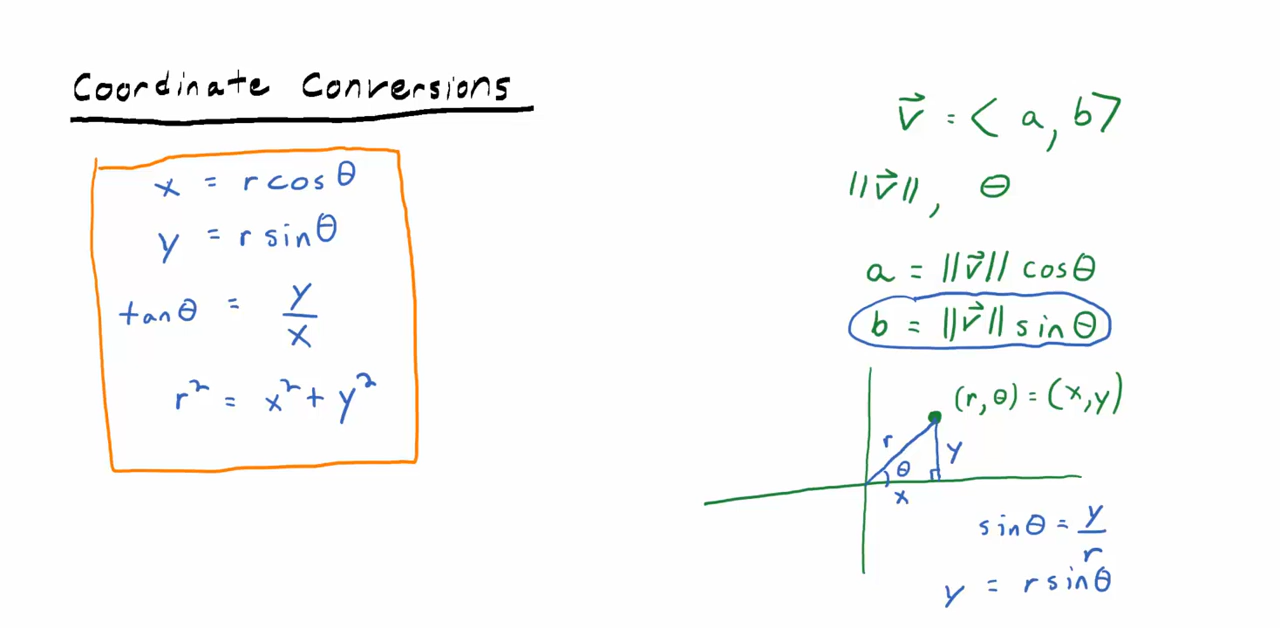 Coordinate Conversions
x = r cos θ
y = r sin θ
tan θ = y/x
r² = x² + y²
v⃗ = < a, b >
||v⃗||, θ
a = ||v⃗|| cos θ
b = ||v⃗|| sin θ
(r, θ) = (x, y)
r
y
θ
x
sin θ = y/r
y = r sin θ